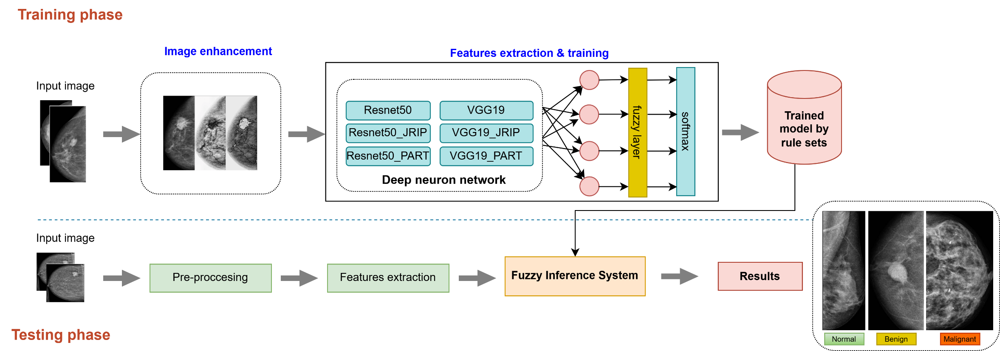 Training phase
Image enhancement
Features extraction & training
Input image
Resnet50
VGG19
Resnet50_JRIP
VGG19_JRIP
Resnet50_PART
VGG19_PART
Deep neuron network
fuzzy layer
softmax
Trained
model by
rule sets
Input image
Pre-proccesing
Features extraction
Fuzzy Inference System
Results
Normal
Benign
Malignant
Testing phase